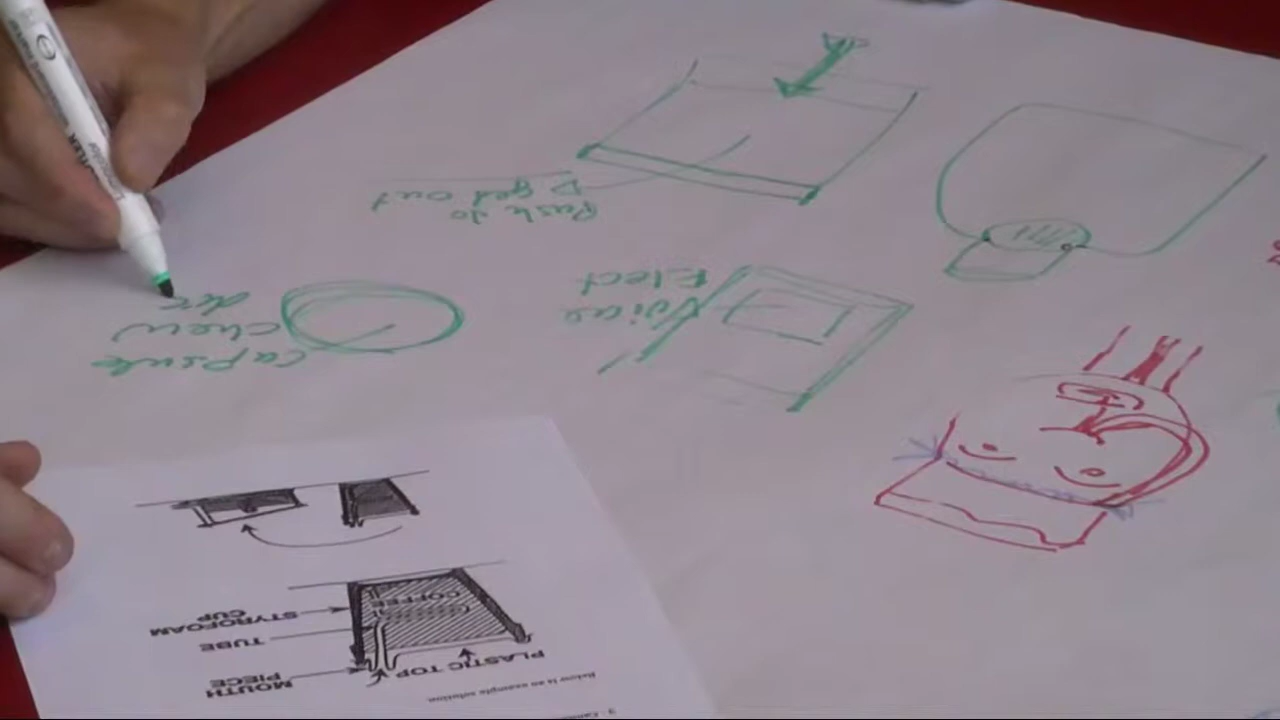 Push to
get out
Elect
Voice
Capsule
Chew
COFFEE
STYROFOAM
CUP
TUBE
MOUTH
PIECE
PLASTIC TOP
Below is an example solution.